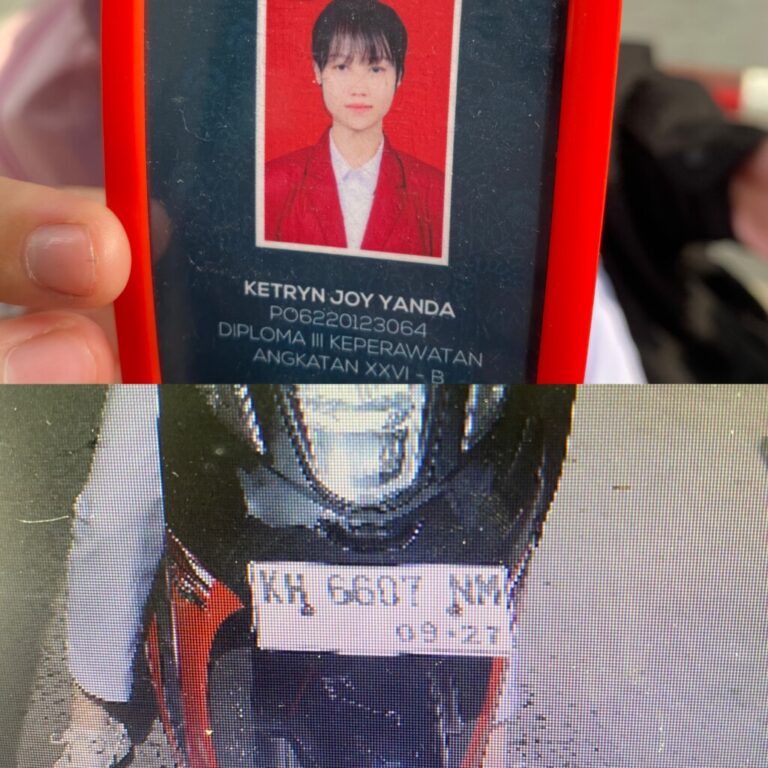 KETRYN JOY YANDA
PO6220123064
DIPLOMA III KEPERAWATAN
ANGKATAN XXVI - B
KH 6607 NM
09-27